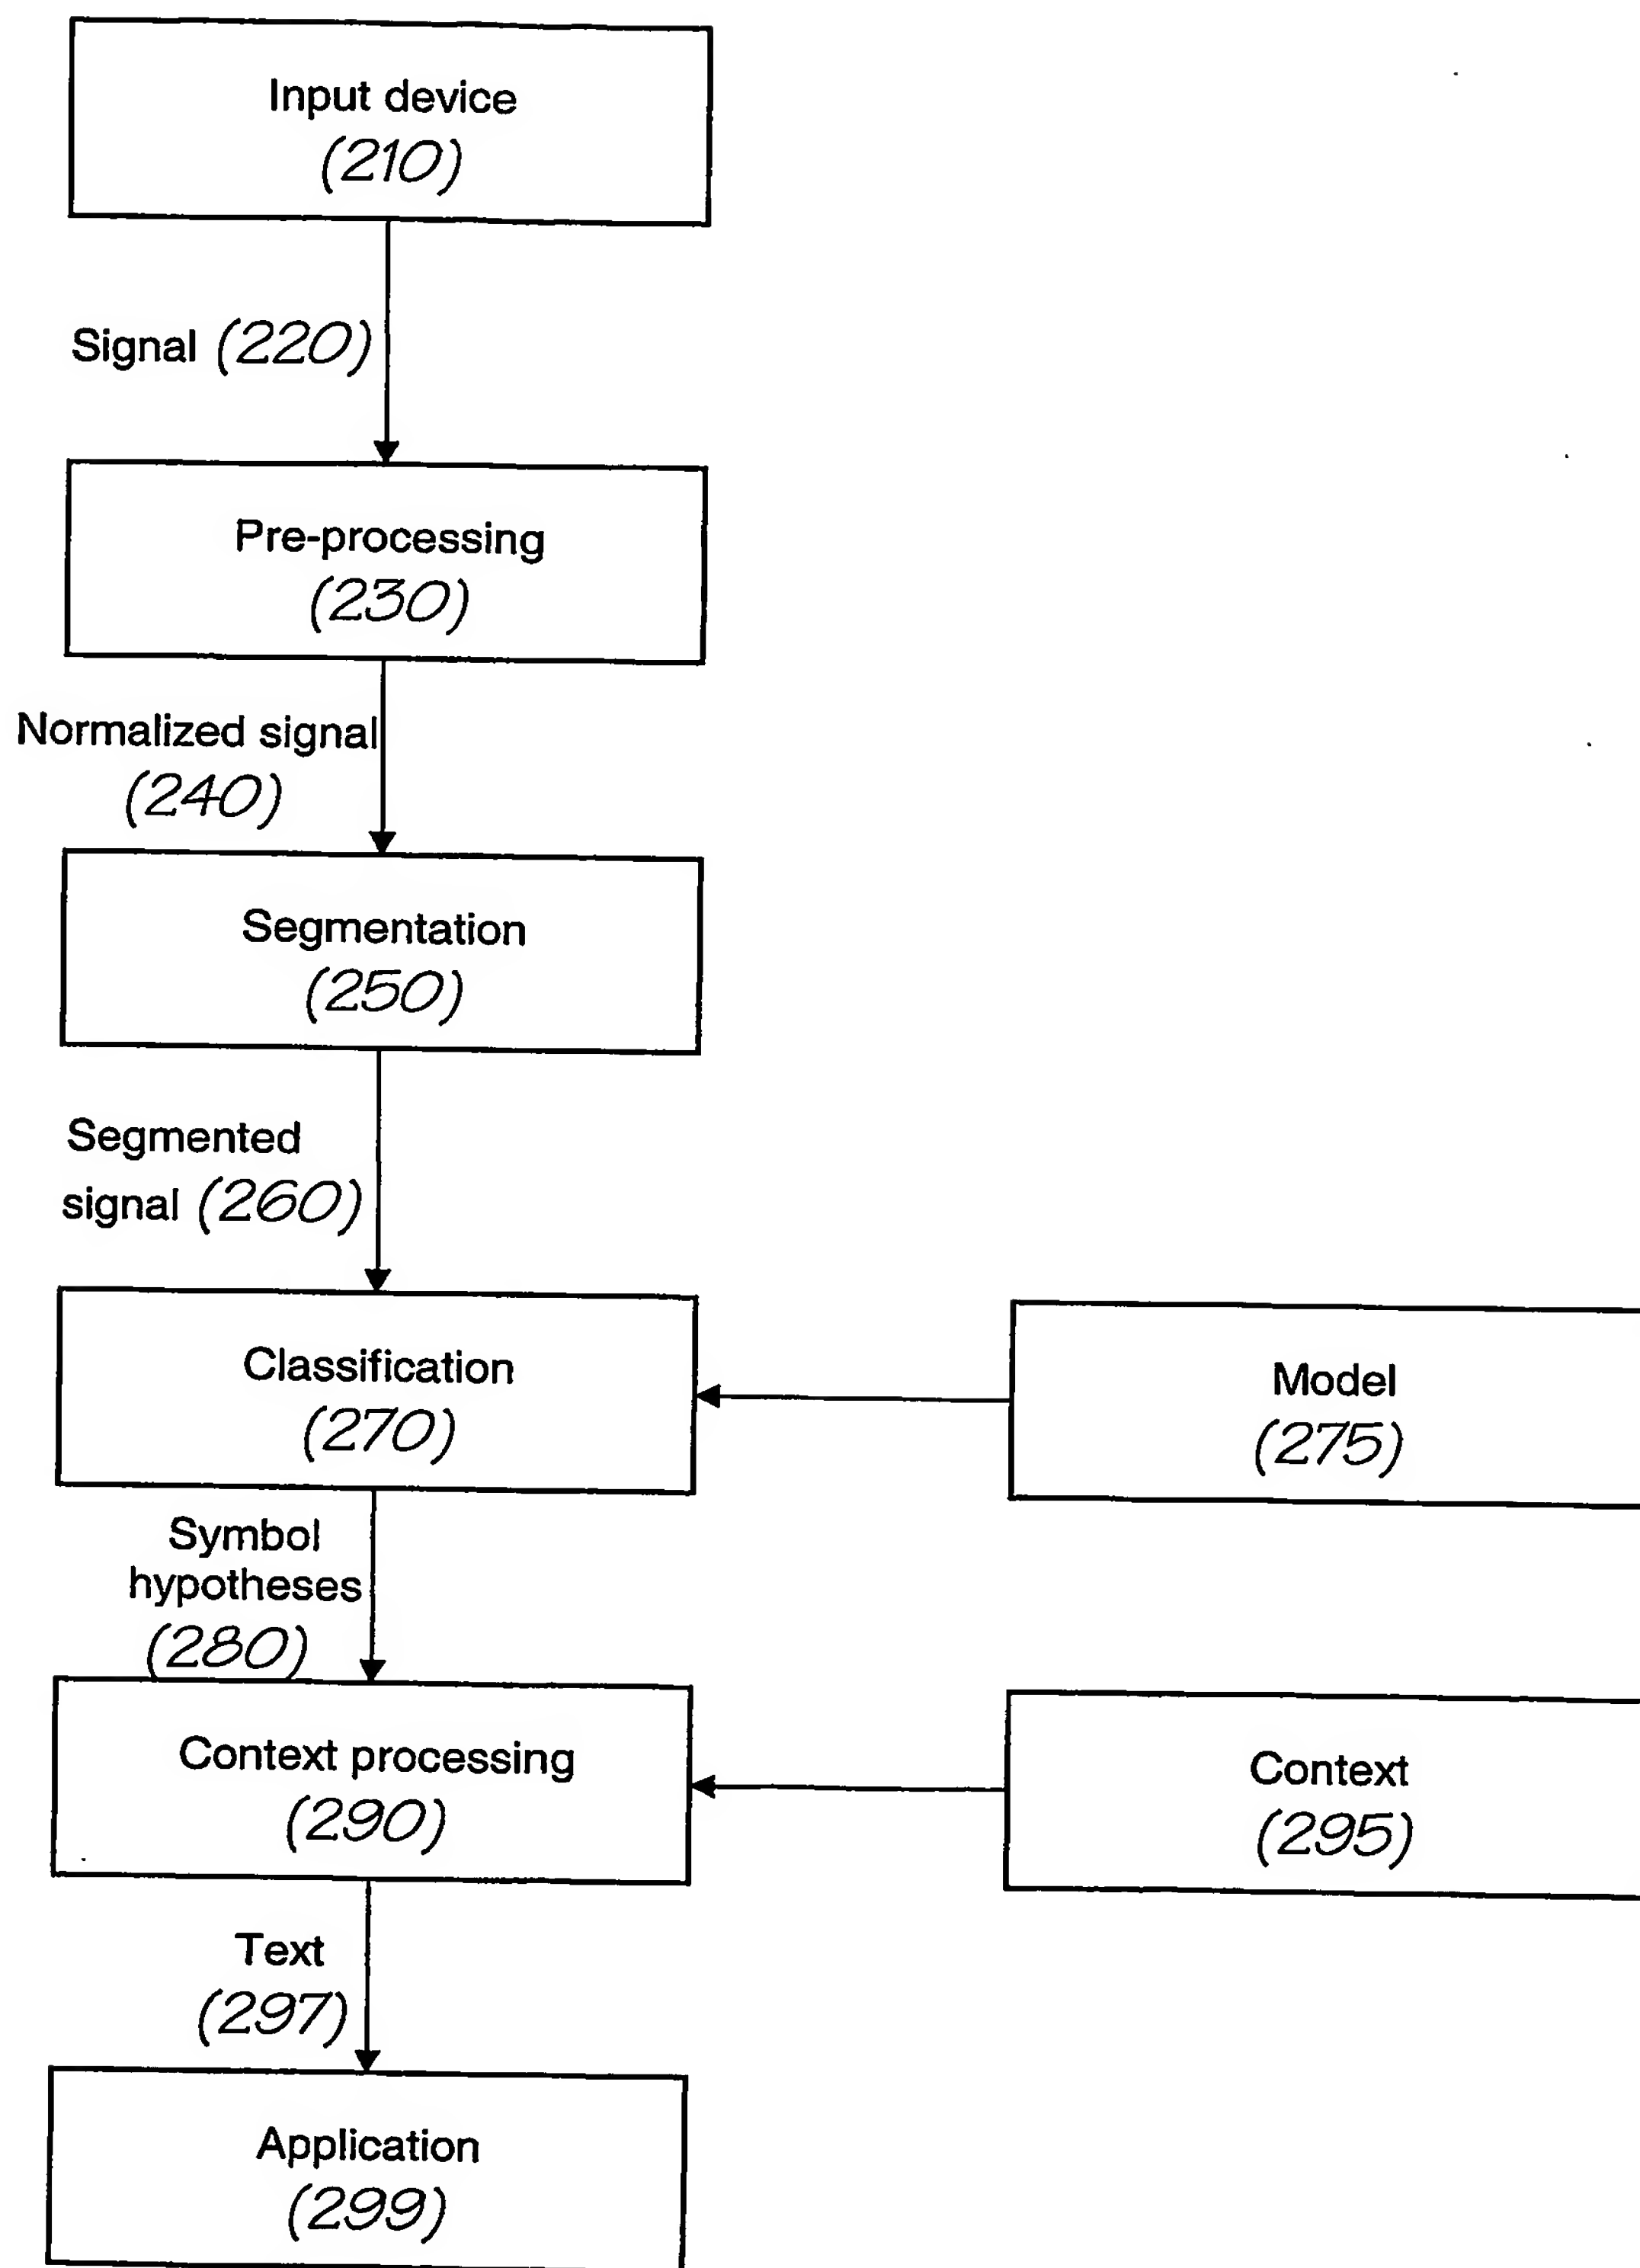 Input device
(210)
Signal (220)
Pre-processing
(230)
Normalized signal
(240)
Segmentation
(250)
Segmented
signal (260)
Classification
(270)
Model
(275)
Symbol
hypotheses
(280)
Context processing
(290)
Context
(295)
Text
(297)
Application
(299)